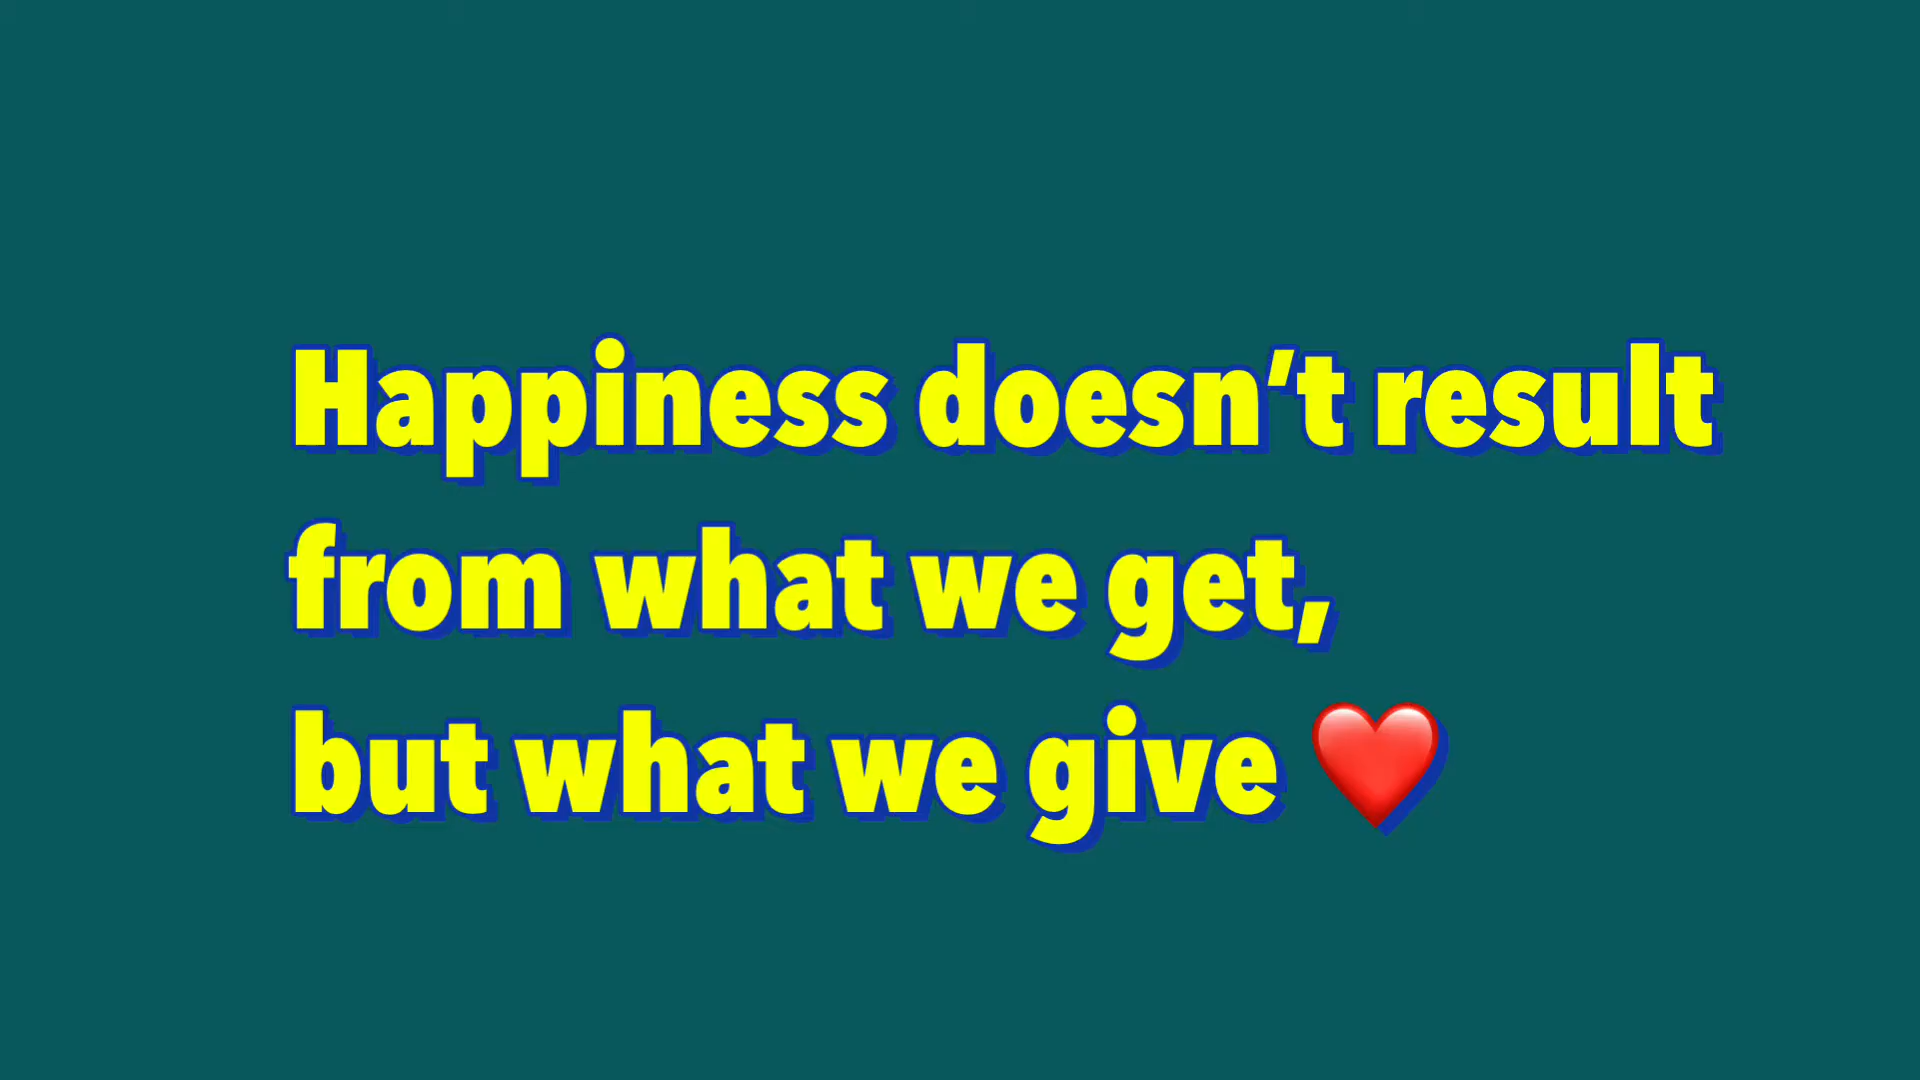 Happiness doesn’t result
from what we get,
but what we give ❤️